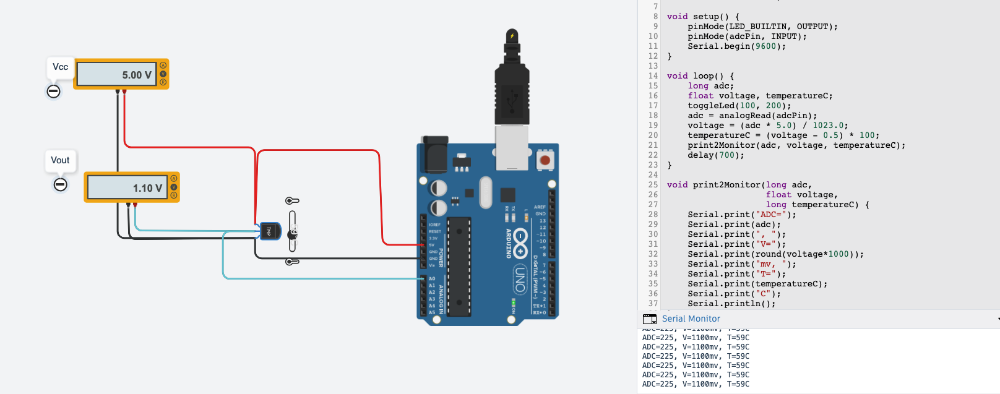 Vcc
5.00 V
A
V
R
Vout
1.10 V
A
V
R
TMP
IOREF
RESET
3.3V
5V
GND
GND
Vin
POWER
A0
A1
A2
A3
A4
A5
ANALOG IN
RX
TX
L
ARDUINO
UNO
ON
AREF
GND
13
12
~11
~10
~9
8
7
~6
~5
4
~3
2
TX→1
RX←0
DIGITAL (PWM~)
7
8 void setup() {
9 pinMode(LED_BUILTIN, OUTPUT);
10 pinMode(adcPin, INPUT);
11 Serial.begin(9600);
12 }
13
14 void loop() {
15 long adc;
16 float voltage, temperatureC;
17 toggleLed(100, 200);
18 adc = analogRead(adcPin);
19 voltage = (adc * 5.0) / 1023.0;
20 temperatureC = (voltage - 0.5) * 100;
21 print2Monitor(adc, voltage, temperatureC);
22 delay(700);
23 }
24
25 void print2Monitor(long adc,
26 float voltage,
27 long temperatureC) {
28 Serial.print("ADC=");
29 Serial.print(adc);
30 Serial.print(", ");
31 Serial.print("V=");
32 Serial.print(round(voltage*1000));
33 Serial.print("mv, ");
34 Serial.print("T=");
35 Serial.print(temperatureC);
36 Serial.print("C");
37 Serial.println();
Serial Monitor
ADC=225, V=1100mv, T=59C
ADC=225, V=1100mv, T=59C
ADC=225, V=1100mv, T=59C
ADC=225, V=1100mv, T=59C
ADC=225, V=1100mv, T=59C
ADC=225, V=1100mv, T=59C
ADC=225, V=1100mv, T=59C